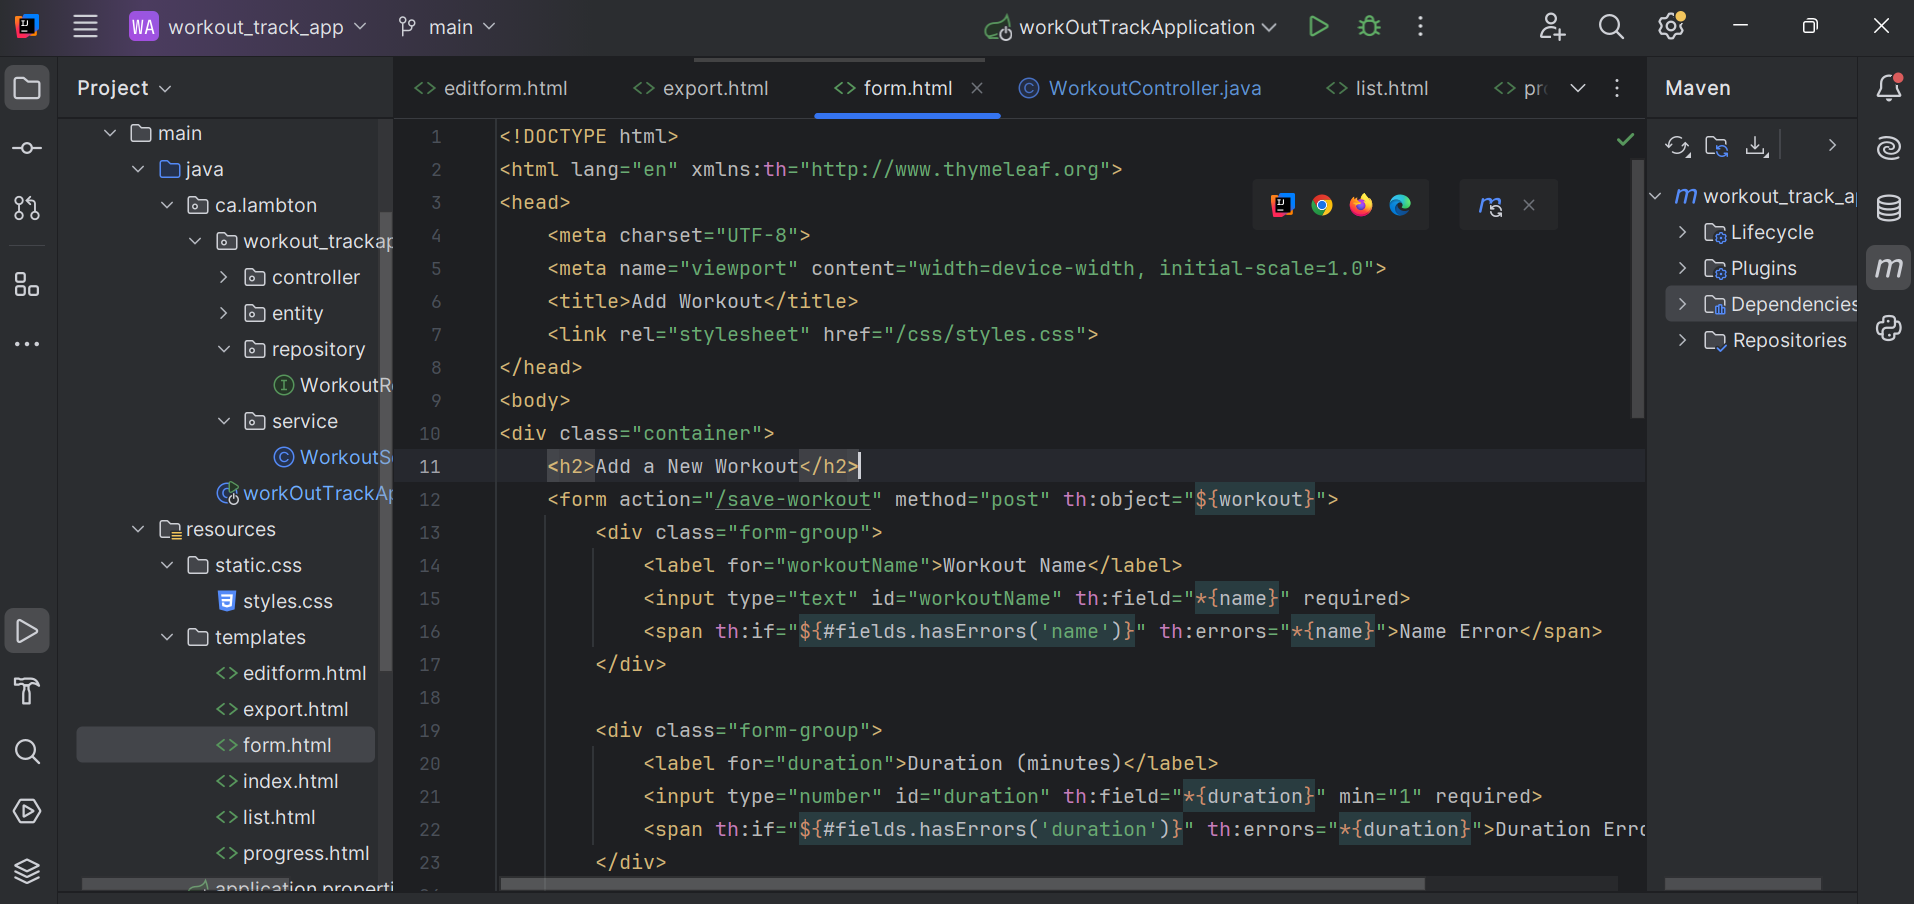 WA workout_track_app main workOutTrackApplication
Project
main
java
ca.lambton
workout_trackap
controller
entity
repository
WorkoutRe
service
WorkoutSe
workOutTrackAp
resources
static.css
styles.css
templates
editform.html
export.html
form.html
index.html
list.html
progress.html
application.properti
editform.html export.html form.html WorkoutController.java list.html pro
1 <!DOCTYPE html>
2 <html lang="en" xmlns:th="http://www.thymeleaf.org">
3 <head>
4 <meta charset="UTF-8">
5 <meta name="viewport" content="width=device-width, initial-scale=1.0">
6 <title>Add Workout</title>
7 <link rel="stylesheet" href="/css/styles.css">
8 </head>
9 <body>
10 <div class="container">
11 <h2>Add a New Workout</h2>
12 <form action="/save-workout" method="post" th:object="${workout}">
13 <div class="form-group">
14 <label for="workoutName">Workout Name</label>
15 <input type="text" id="workoutName" th:field="*{name}" required>
16 <span th:if="${#fields.hasErrors('name')}" th:errors="*{name}">Name Error</span>
17 </div>
18
19 <div class="form-group">
20 <label for="duration">Duration (minutes)</label>
21 <input type="number" id="duration" th:field="*{duration}" min="1" required>
22 <span th:if="${#fields.hasErrors('duration')}" th:errors="*{duration}">Duration Erro
23 </div>
Maven
workout_track_a
Lifecycle
Plugins
Dependencies
Repositories